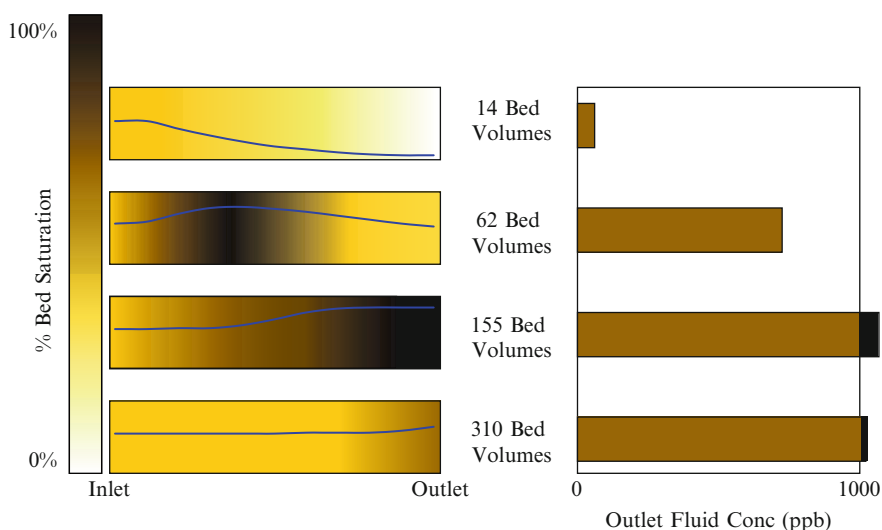 100%
% Bed Saturation
0%
Inlet
Outlet
14 Bed
Volumes
62 Bed
Volumes
155 Bed
Volumes
310 Bed
Volumes
0
1000
Outlet Fluid Conc (ppb)